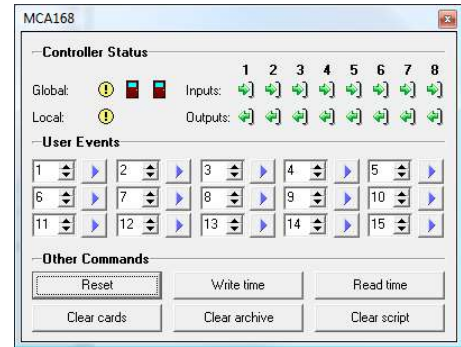 MCA168
Controller Status
1 2 3 4 5 6 7 8
Global: Inputs:
Local: Outputs:
User Events
1 2 3 4 5
6 7 8 9 10
11 12 13 14 15
Other Commands
Reset Write time Read time
Clear cards Clear archive Clear script